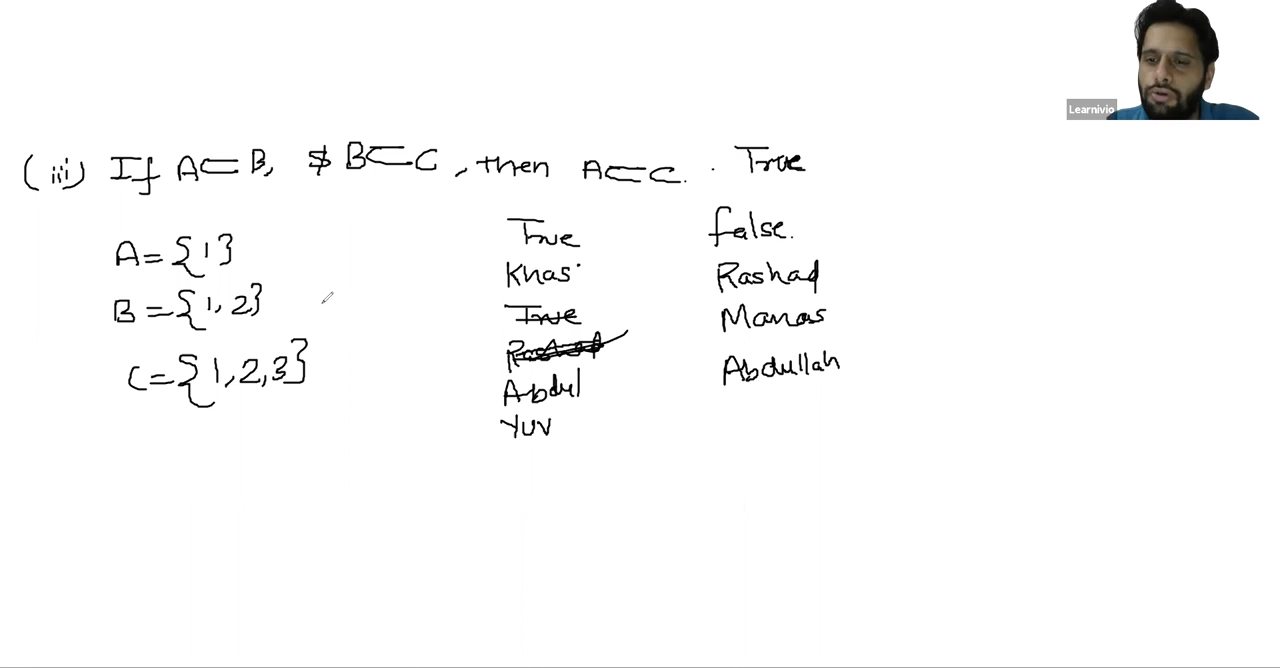 Learnivio
(iii) If A⊂B, & B⊂C, then A⊂C. True
True false.
A={1}
Khas Rashad
B={1,2}
True Manas
Rashad
C={1,2,3}
Abdul Abdullah
Yuv